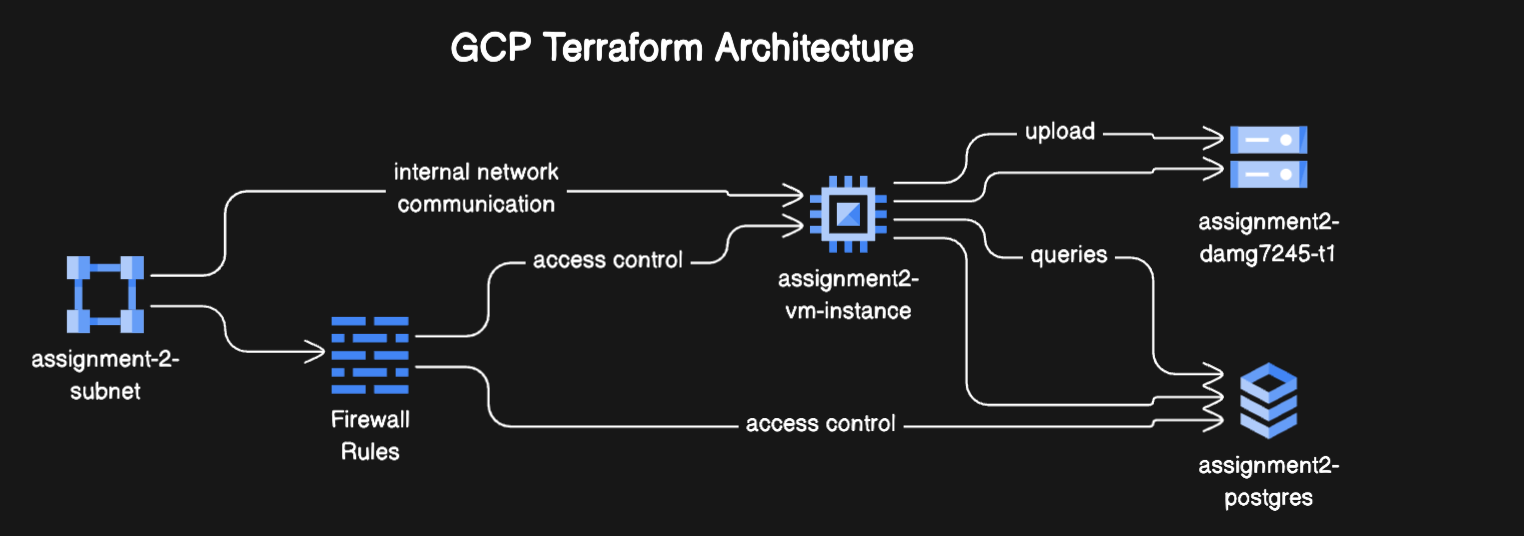 GCP Terraform Architecture
upload
internal network
communication
assignment2-
damg7245-t1
access control
queries
assignment2-
vm-instance
assignment-2-
subnet
Firewall
Rules
access control
assignment2-
postgres